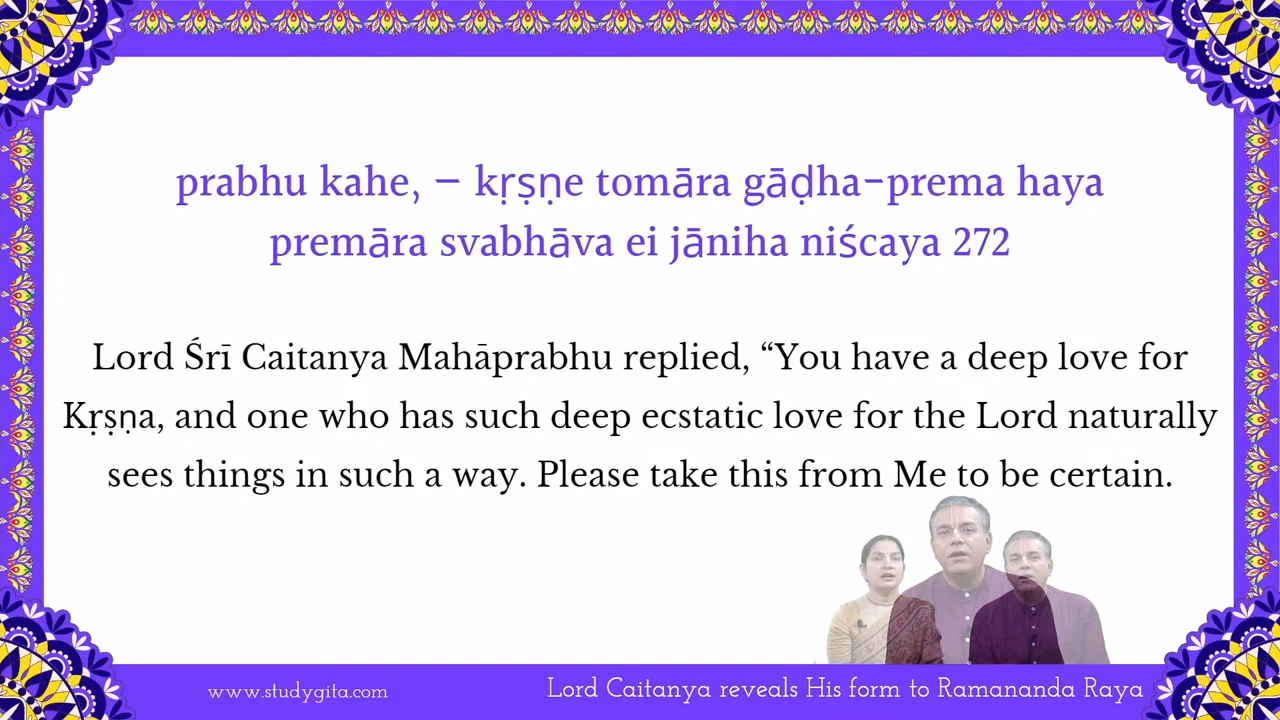 prabhu kahe, – kṛṣṇe tomāra gāḍha-prema haya
premāra svabhāva ei jāniha niścaya 272
Lord Śrī Caitanya Mahāprabhu replied, “You have a deep love for
Kṛṣṇa, and one who has such deep ecstatic love for the Lord naturally
sees things in such a way. Please take this from Me to be certain.
www.studygita.com
Lord Caitanya reveals His form to Ramananda Raya